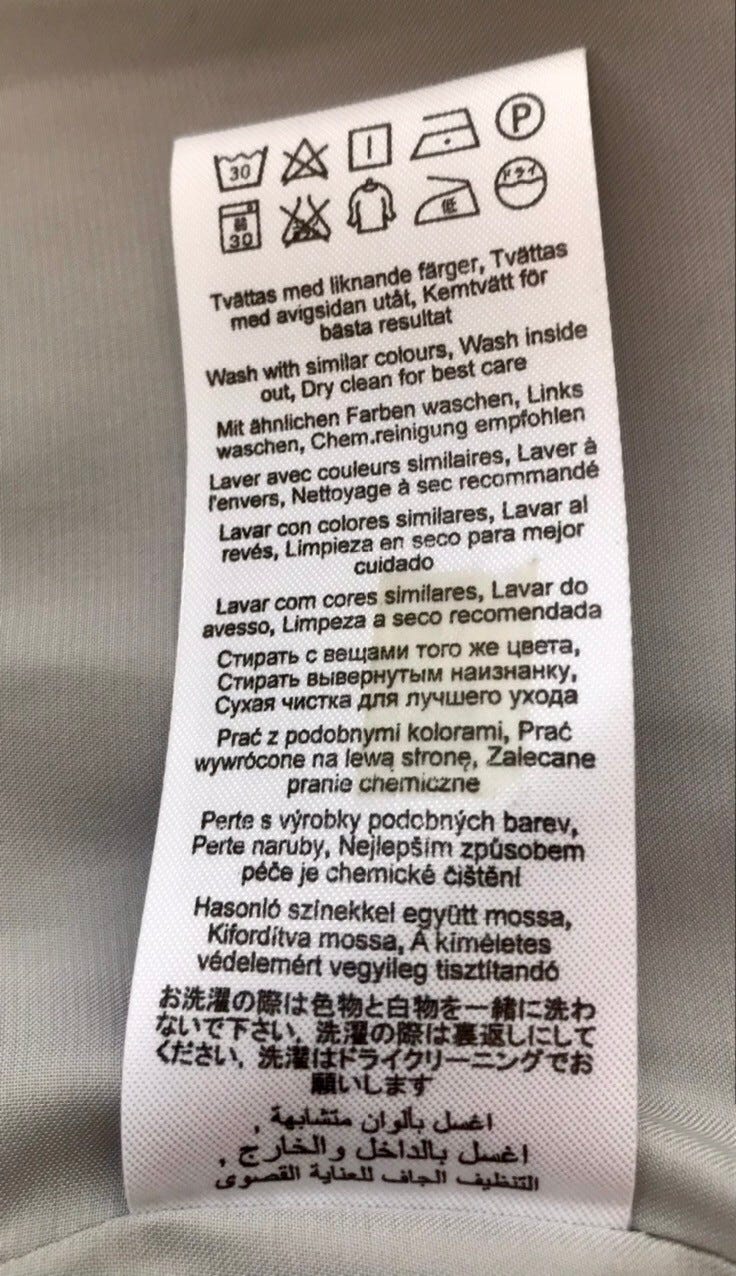 30 P
弱 30 低 ドライ
Tvättas med liknande färger, Tvättas
med avigsidan utåt, Kemtvätt för
bästa resultat
Wash with similar colours, Wash inside
out, Dry clean for best care
Mit ähnlichen Farben waschen, Links
waschen, Chem.reinigung empfohlen
Laver avec couleurs similaires, Laver à
l'envers, Nettoyage à sec recommandé
Lavar con colores similares, Lavar al
revés, Limpieza en seco para mejor
cuidado
Lavar com cores similares, Lavar do
avesso, Limpeza a seco recomendada
Стирать с вещами того же цвета,
Стирать вывернутым наизнанку,
Сухая чистка для лучшего ухода
Prać z podobnymi kolorami, Prać
wywrócone na lewą stronę, Zalecane
pranie chemiczne
Perte s výrobky podobných barev,
Perte naruby, Nejlepším způsobem
péče je chemické čištění
Hasonló színekkel együtt mossa,
Kifordítva mossa, A kíméletes
védelemért vegyileg tisztítandó
お洗濯の際は色物と白物を一緒に洗わ
ないで下さい, 洗濯の際は裏返しにして
ください, 洗濯はドライクリーニングでお
願いします
اغسل بألوان متشابهة ,
اغسل بالداخل والخارج ,
التنظيف الجاف للعناية القصوى